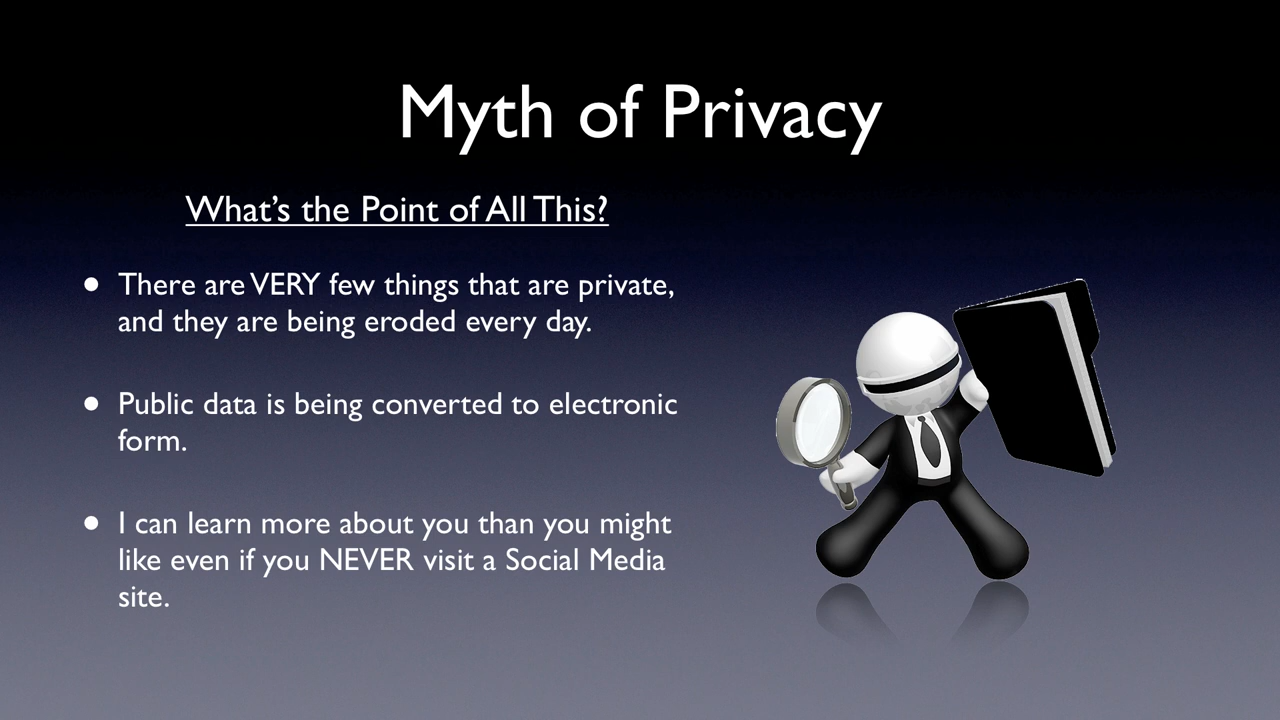 Myth of Privacy
What's the Point of All This?
• There are VERY few things that are private,
and they are being eroded every day.
• Public data is being converted to electronic
form.
• I can learn more about you than you might
like even if you NEVER visit a Social Media
site.